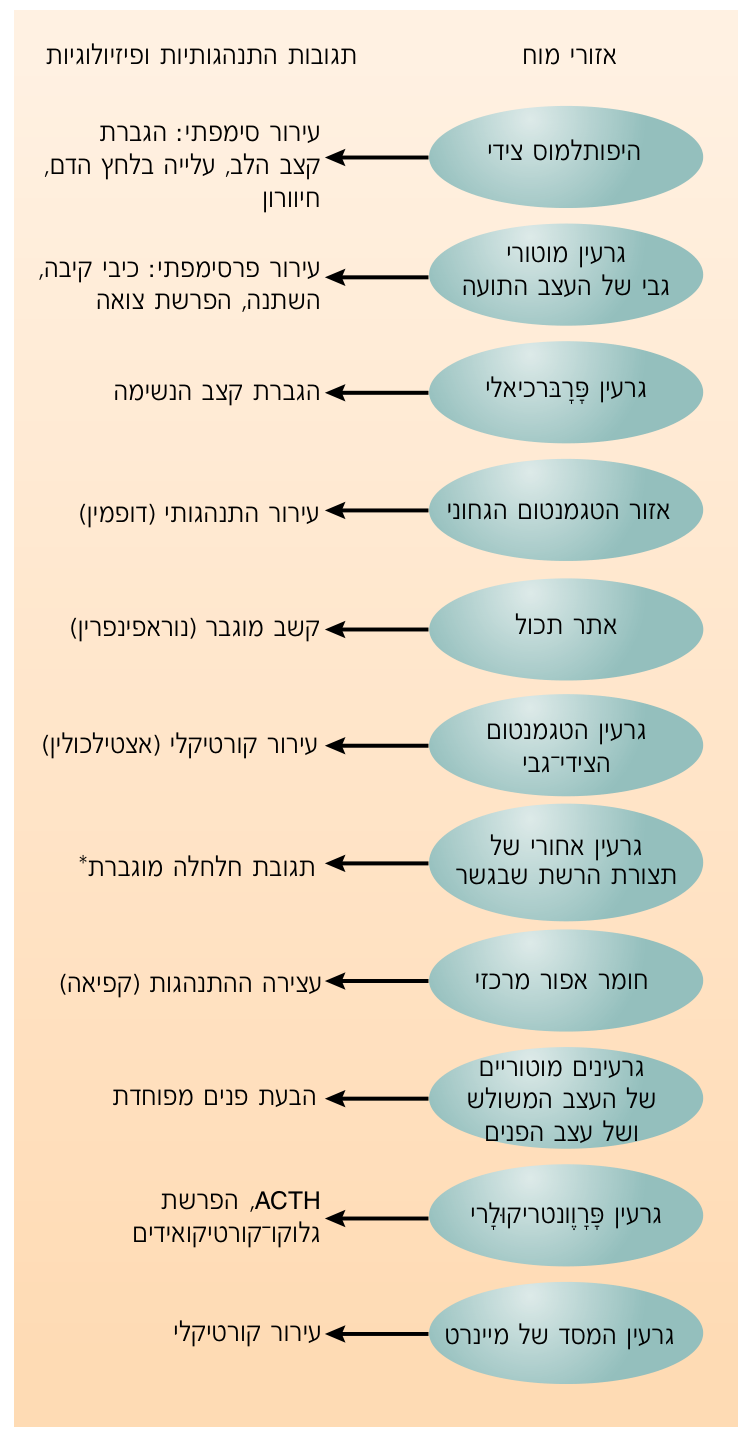 אזורי מוח
תגובות התנהגותיות ופיזיולוגיות
היפותלמוס צידי
עירור סימפתי: הגברת
קצב הלב, עלייה בלחץ הדם,
חיוורון
גרעין מוטורי
גבי של העצב התועה
עירור פרסימפתי: כיבי קיבה,
השתנה, הפרשת צואה
גרעין פָּרָבּרכיאלי
הגברת קצב הנשימה
אזור הטגמנטום הגחוני
עירור התנהגותי (דופמין)
אתר תכול
קשב מוגבר (נוראפינפרין)
גרעין הטגמנטום
הצידי־גבי
עירור קורטיקלי (אצטילכולין)
גרעין אחורי של
תצורת הרשת שבגשר
תגובת חלחלה מוגברת*
חומר אפור מרכזי
עצירה ההתנהגות (קפיאה)
גרעינים מוטוריים
של העצב המשולש
ושל עצב הפנים
הבעת פנים מפוחדת
גרעין פָּרָוֶונטריקוּלָרי
ACTH, הפרשת
גלוקו־קורטיקואידים
גרעין המסד של מיינרט
עירור קורטיקלי